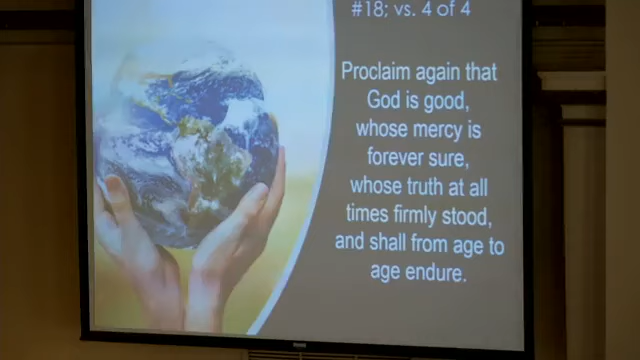 #18; vs. 4 of 4
Proclaim again that
God is good,
whose mercy is
forever sure,
whose truth at all
times firmly stood,
and shall from age to
age endure.